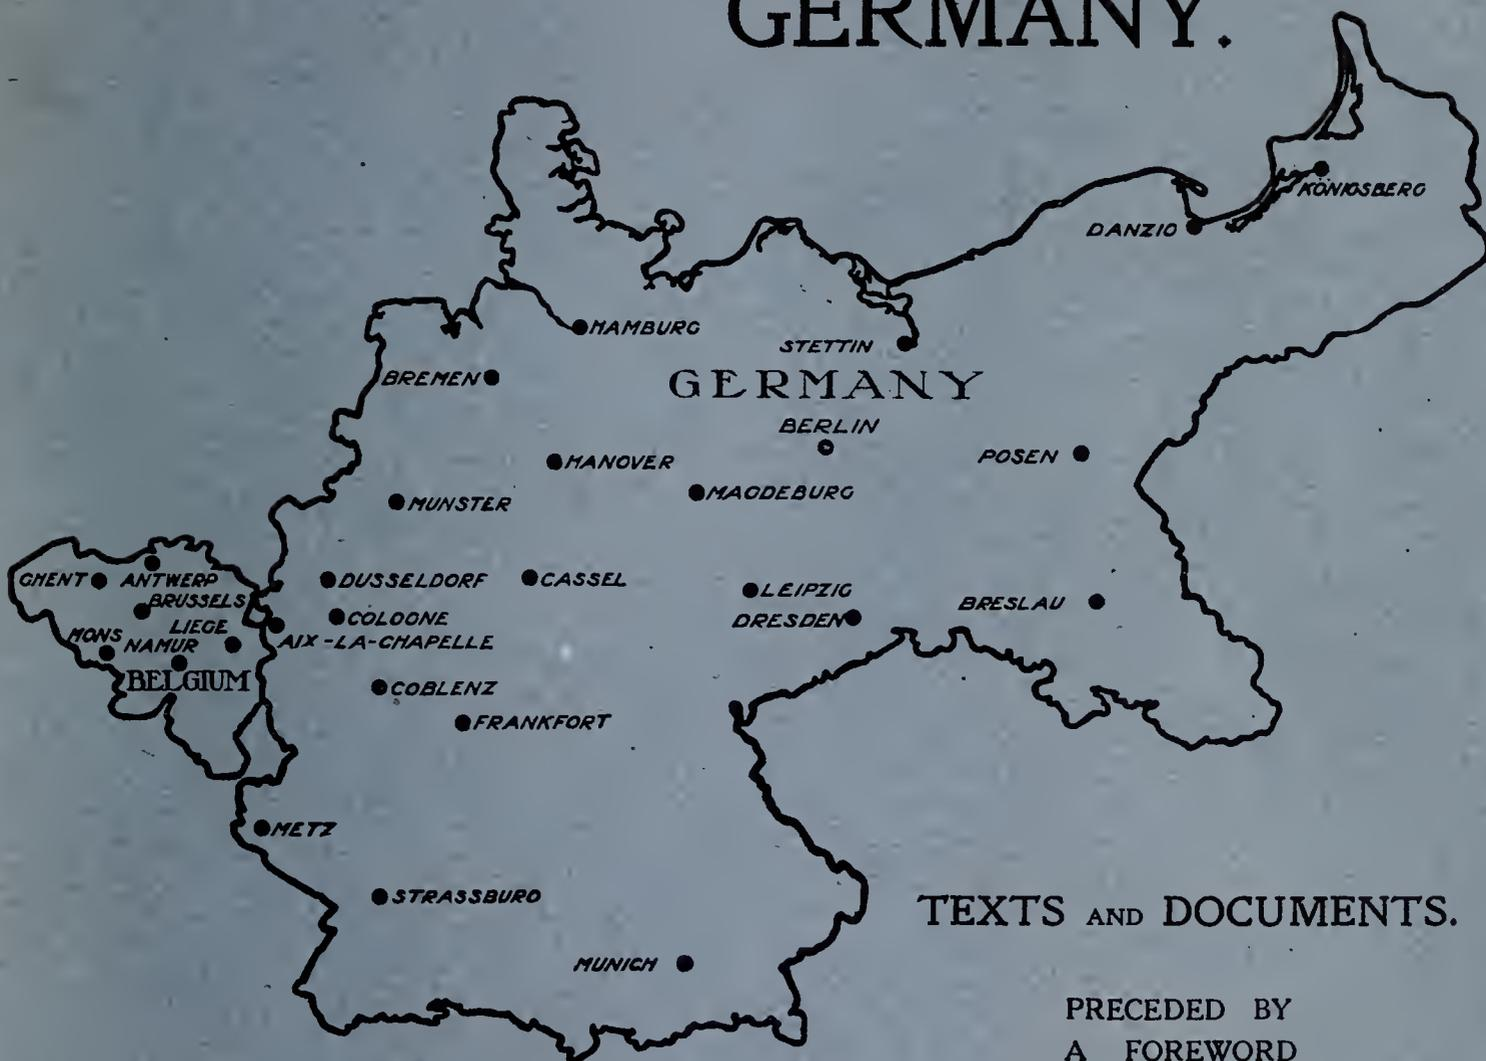 GERMANY.
KÖNIGSBERG
DANZIG
HAMBURG
STETTIN
BREMEN
GERMANY
BERLIN
HANOVER
POSEN
MAGDEBURG
MUNSTER
GHENT
ANTWERP
DUSSELDORF
CASSEL
BRUSSELS
LEIPZIG
BRESLAU
LIEGE
COLOGNE
DRESDEN
MONS
NAMUR
AIX-LA-CHAPELLE
BELGIUM
COBLENZ
FRANKFORT
METZ
STRASSBURG
TEXTS AND DOCUMENTS.
MUNICH
PRECEDED BY
A FOREWORD